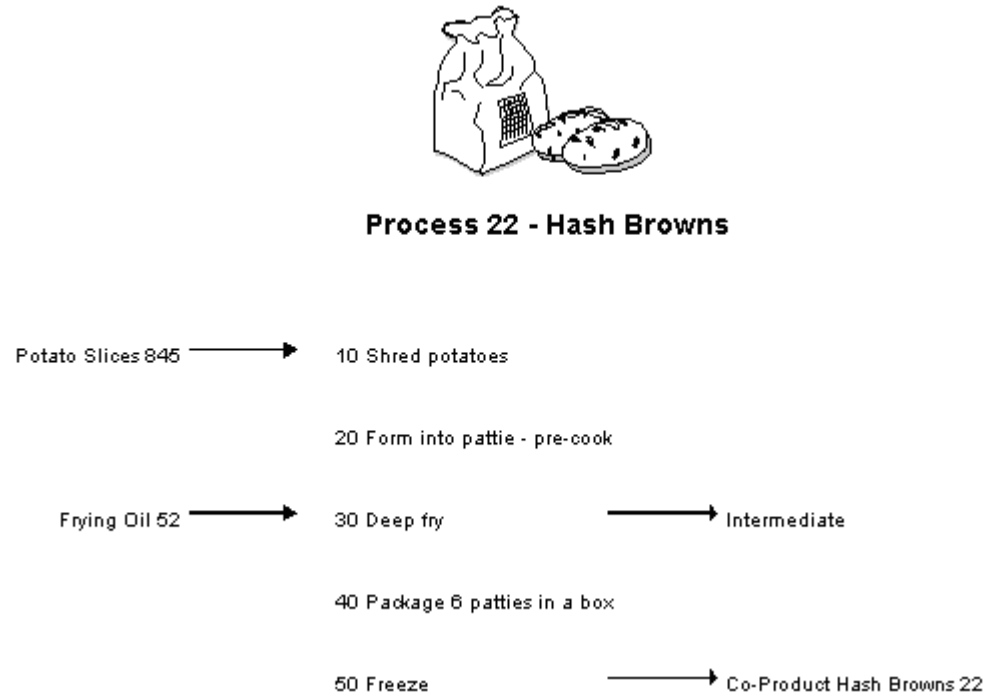 Process 22 - Hash Browns
Potato Slices 845 10 Shred potatoes
20 Form into pattie - pre-cook
Frying Oil 52 30 Deep fry Intermediate
40 Package 6 patties in a box
50 Freeze Co-Product Hash Browns 22